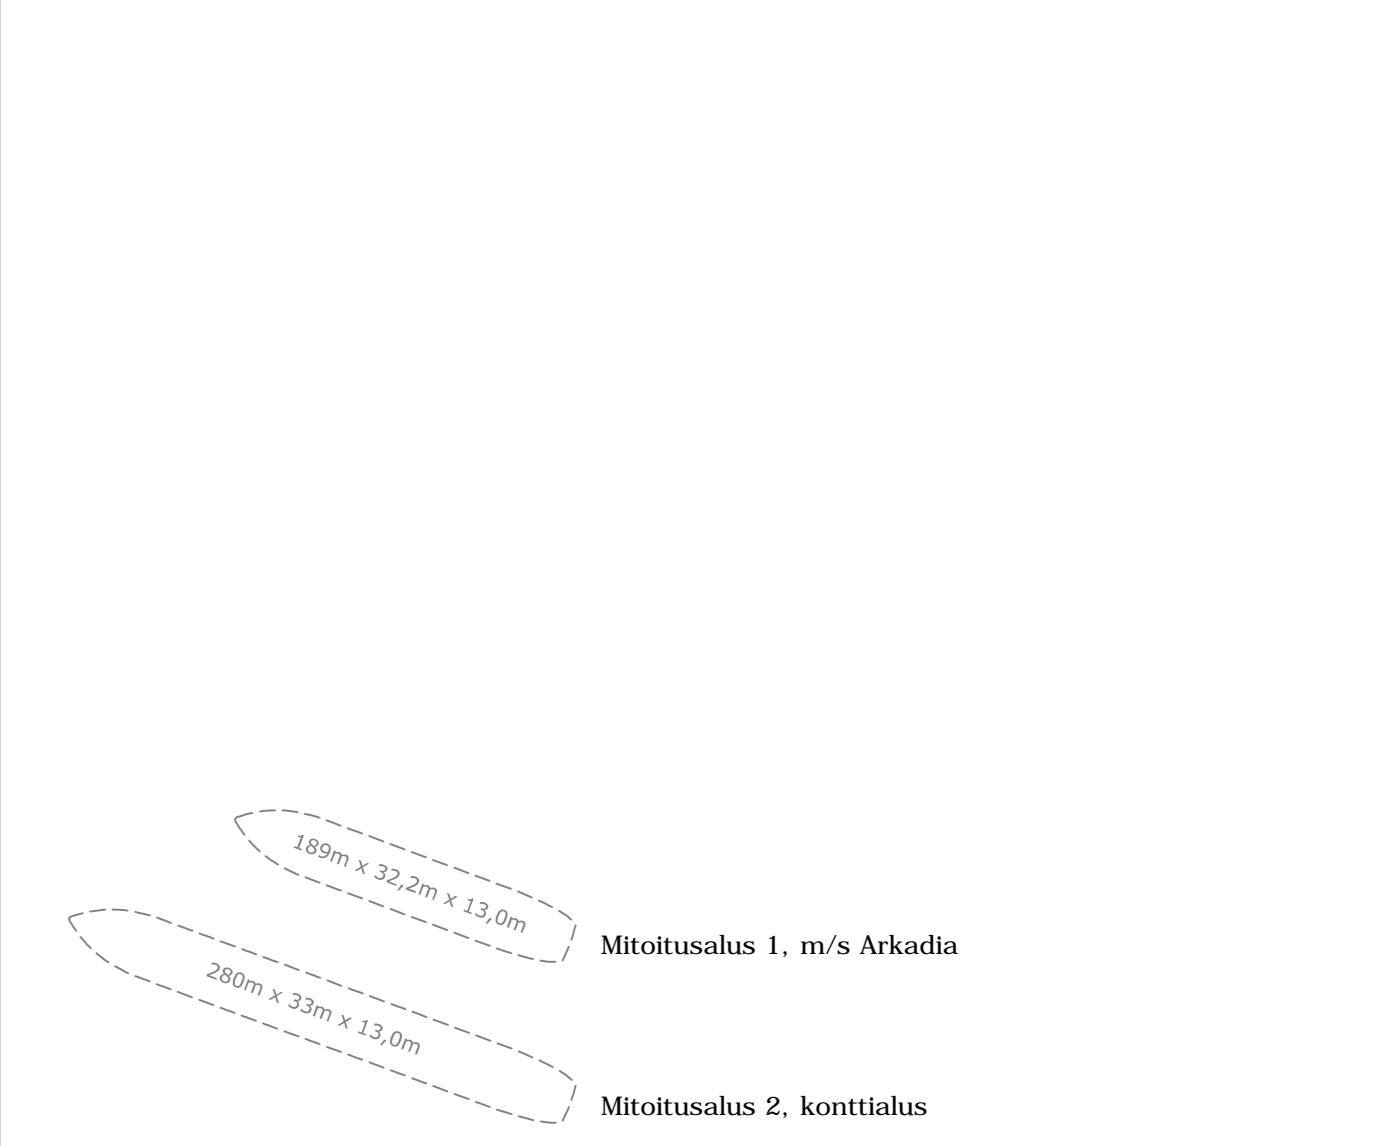 189m x 32,2m x 13,0m
Mitoitusalus 1, m/s Arkadia
280m x 33m x 13,0m
Mitoitusalus 2, konttialus